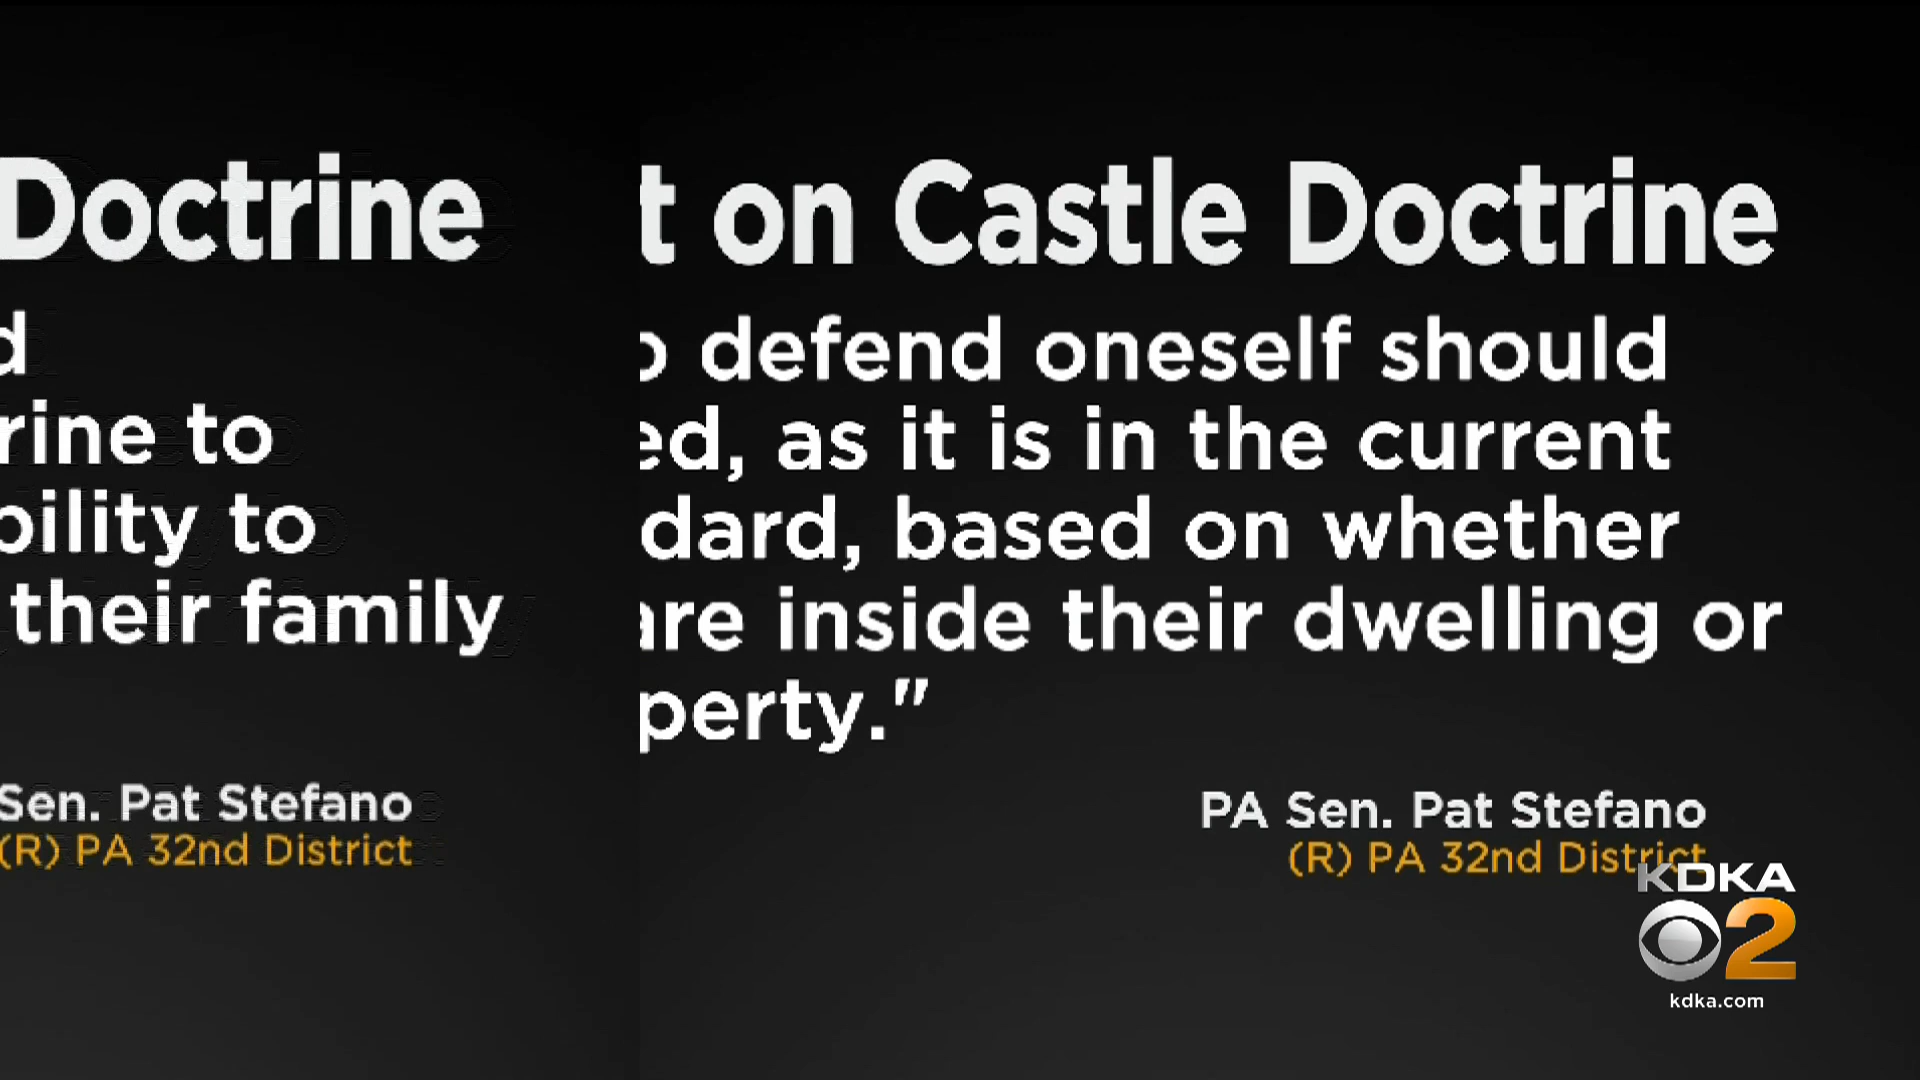 Doctrine
d
rine to
bility to
their family
Sen. Pat Stefano
(R) PA 32nd District
t on Castle Doctrine
o defend oneself should
ed, as it is in the current
dard, based on whether
are inside their dwelling or
perty."
PA Sen. Pat Stefano
(R) PA 32nd District
KDKA
2
kdka.com